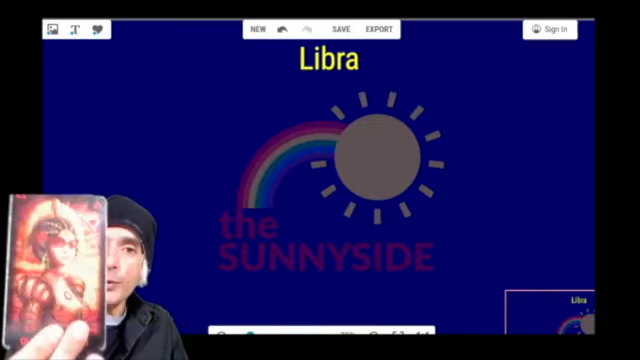 NEW SAVE EXPORT Sign in
Libra
the
SUNNYSIDE
Libra